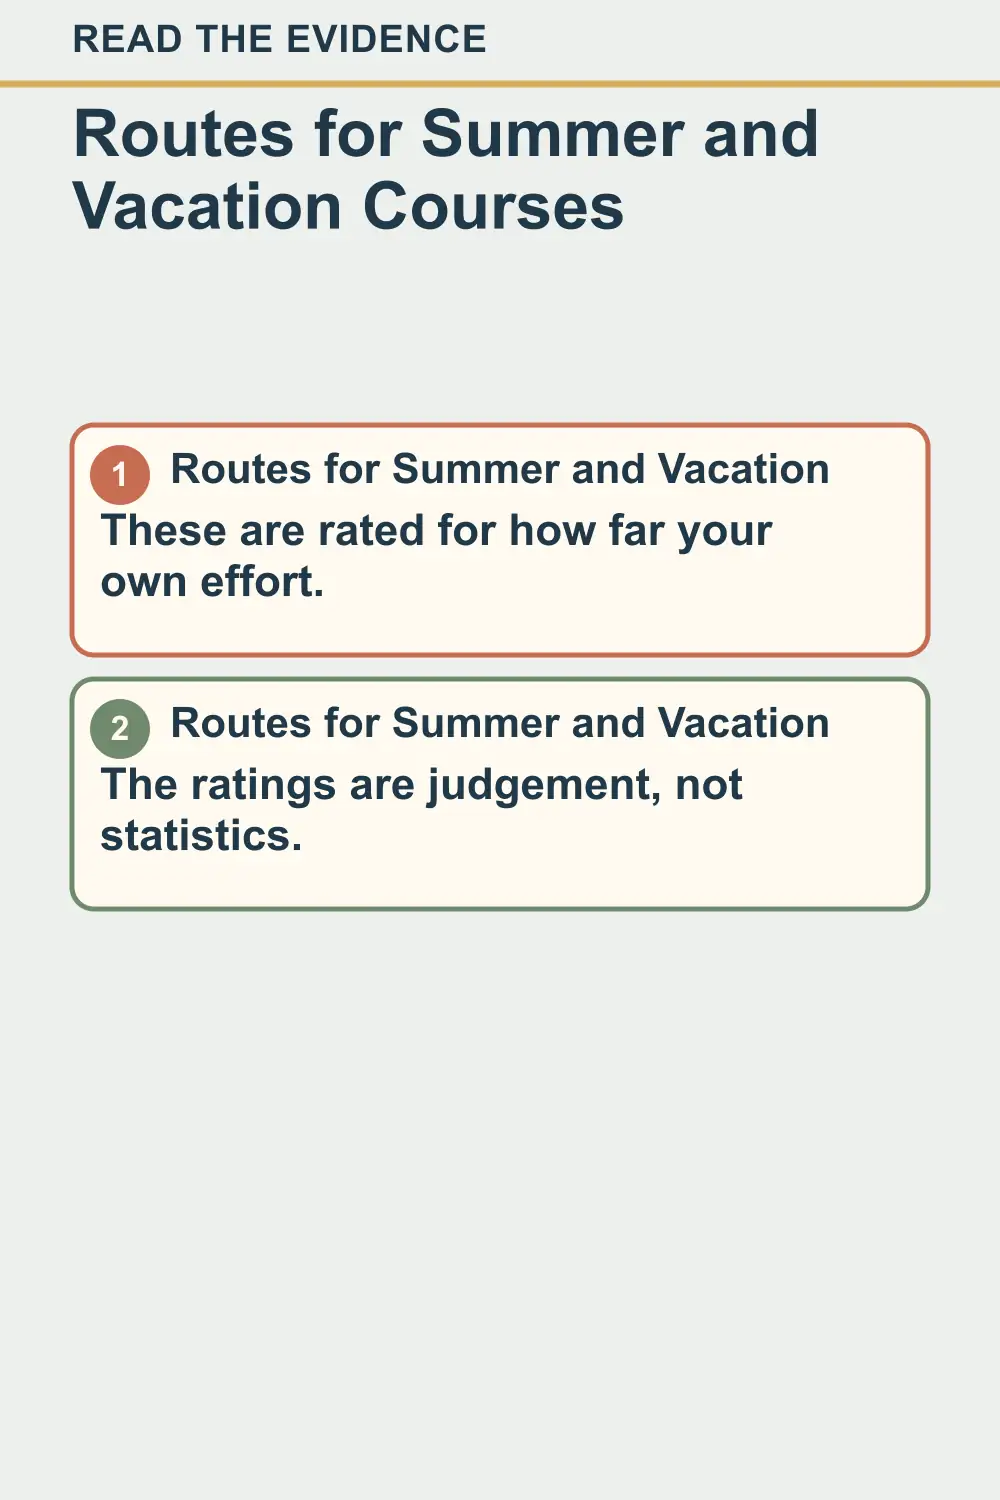 READ THE EVIDENCE
Routes for Summer and
Vacation Courses
1 Routes for Summer and Vacation
These are rated for how far your
own effort.
2 Routes for Summer and Vacation
The ratings are judgement, not
statistics.